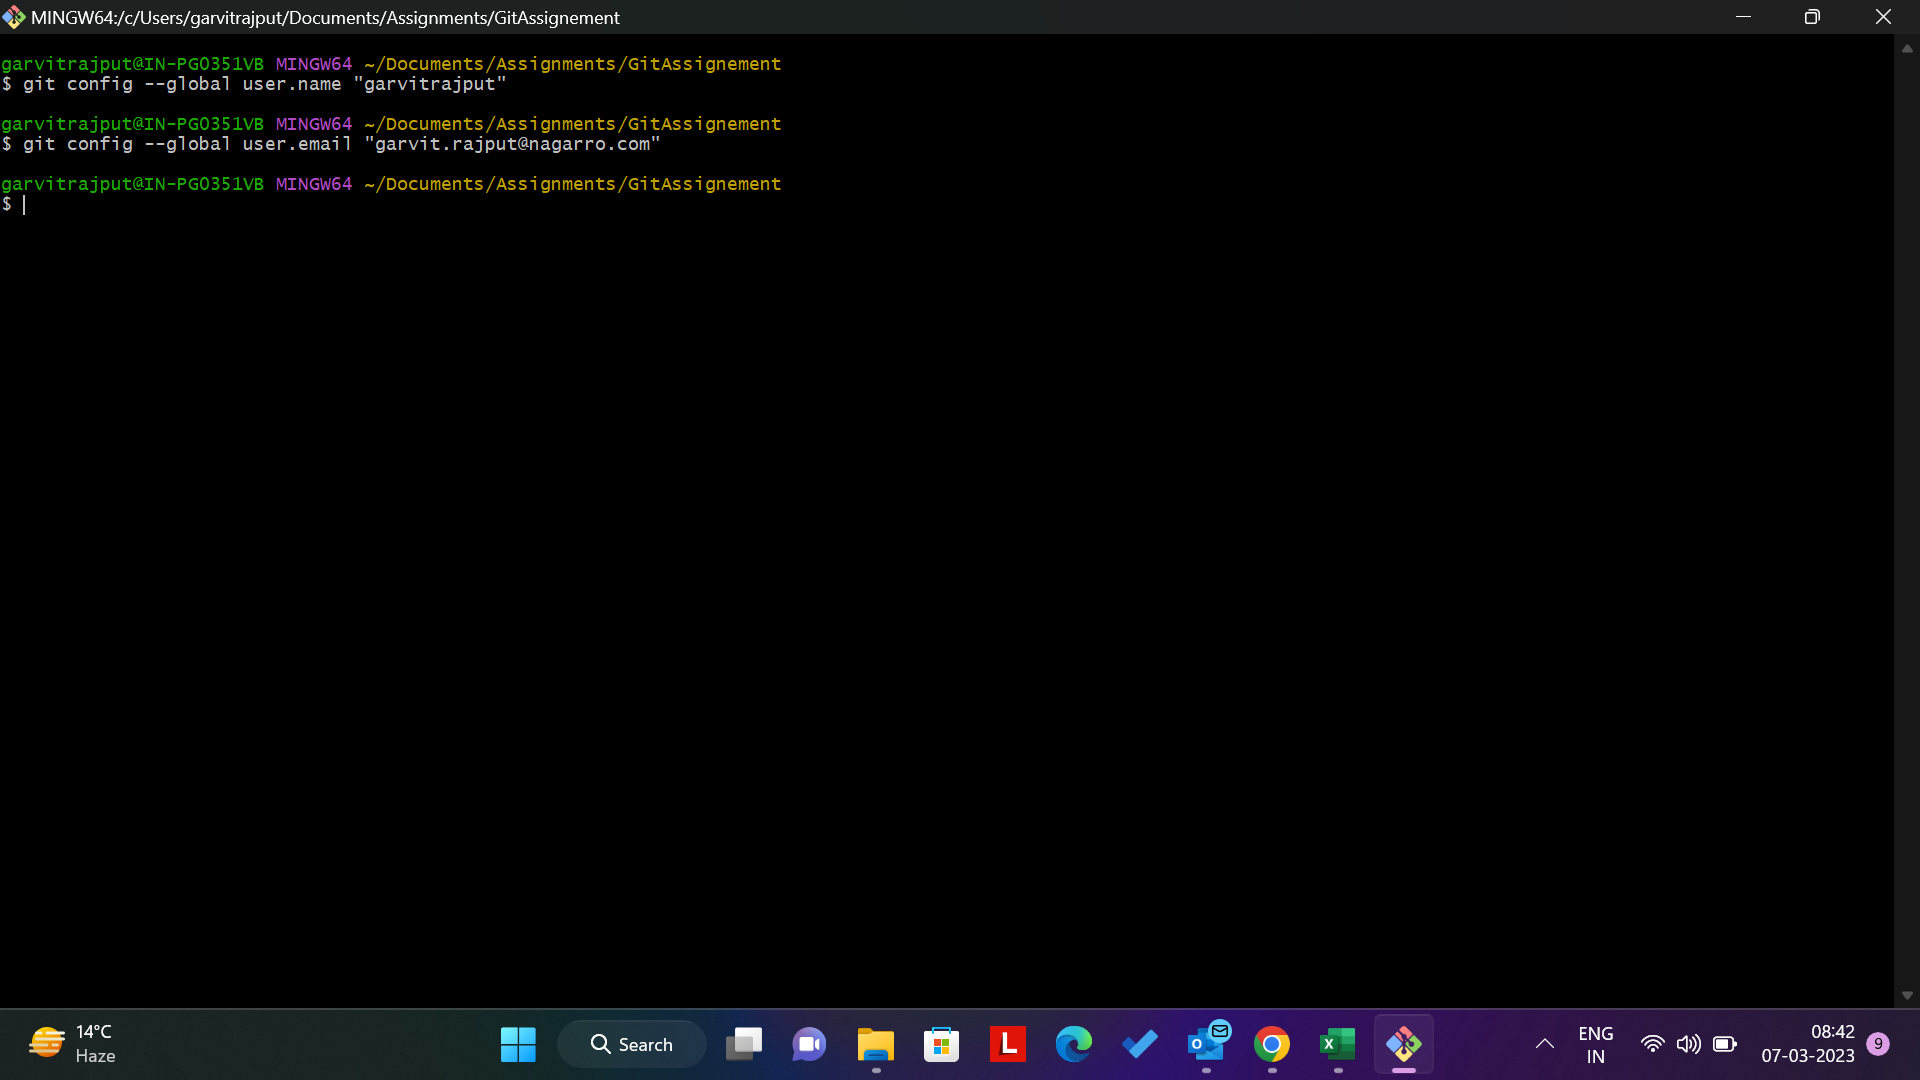 MINGW64:/c/Users/garvitrajput/Documents/Assignments/GitAssignement
garvitrajput@IN-PG0351VB MINGW64 ~/Documents/Assignments/GitAssignement
$ git config --global user.name "garvitrajput"
garvitrajput@IN-PG0351VB MINGW64 ~/Documents/Assignments/GitAssignement
$ git config --global user.email "garvit.rajput@nagarro.com"
garvitrajput@IN-PG0351VB MINGW64 ~/Documents/Assignments/GitAssignement
$
14°C
Haze
Search
L
O
X
ENG
IN
08:42
07-03-2023
9